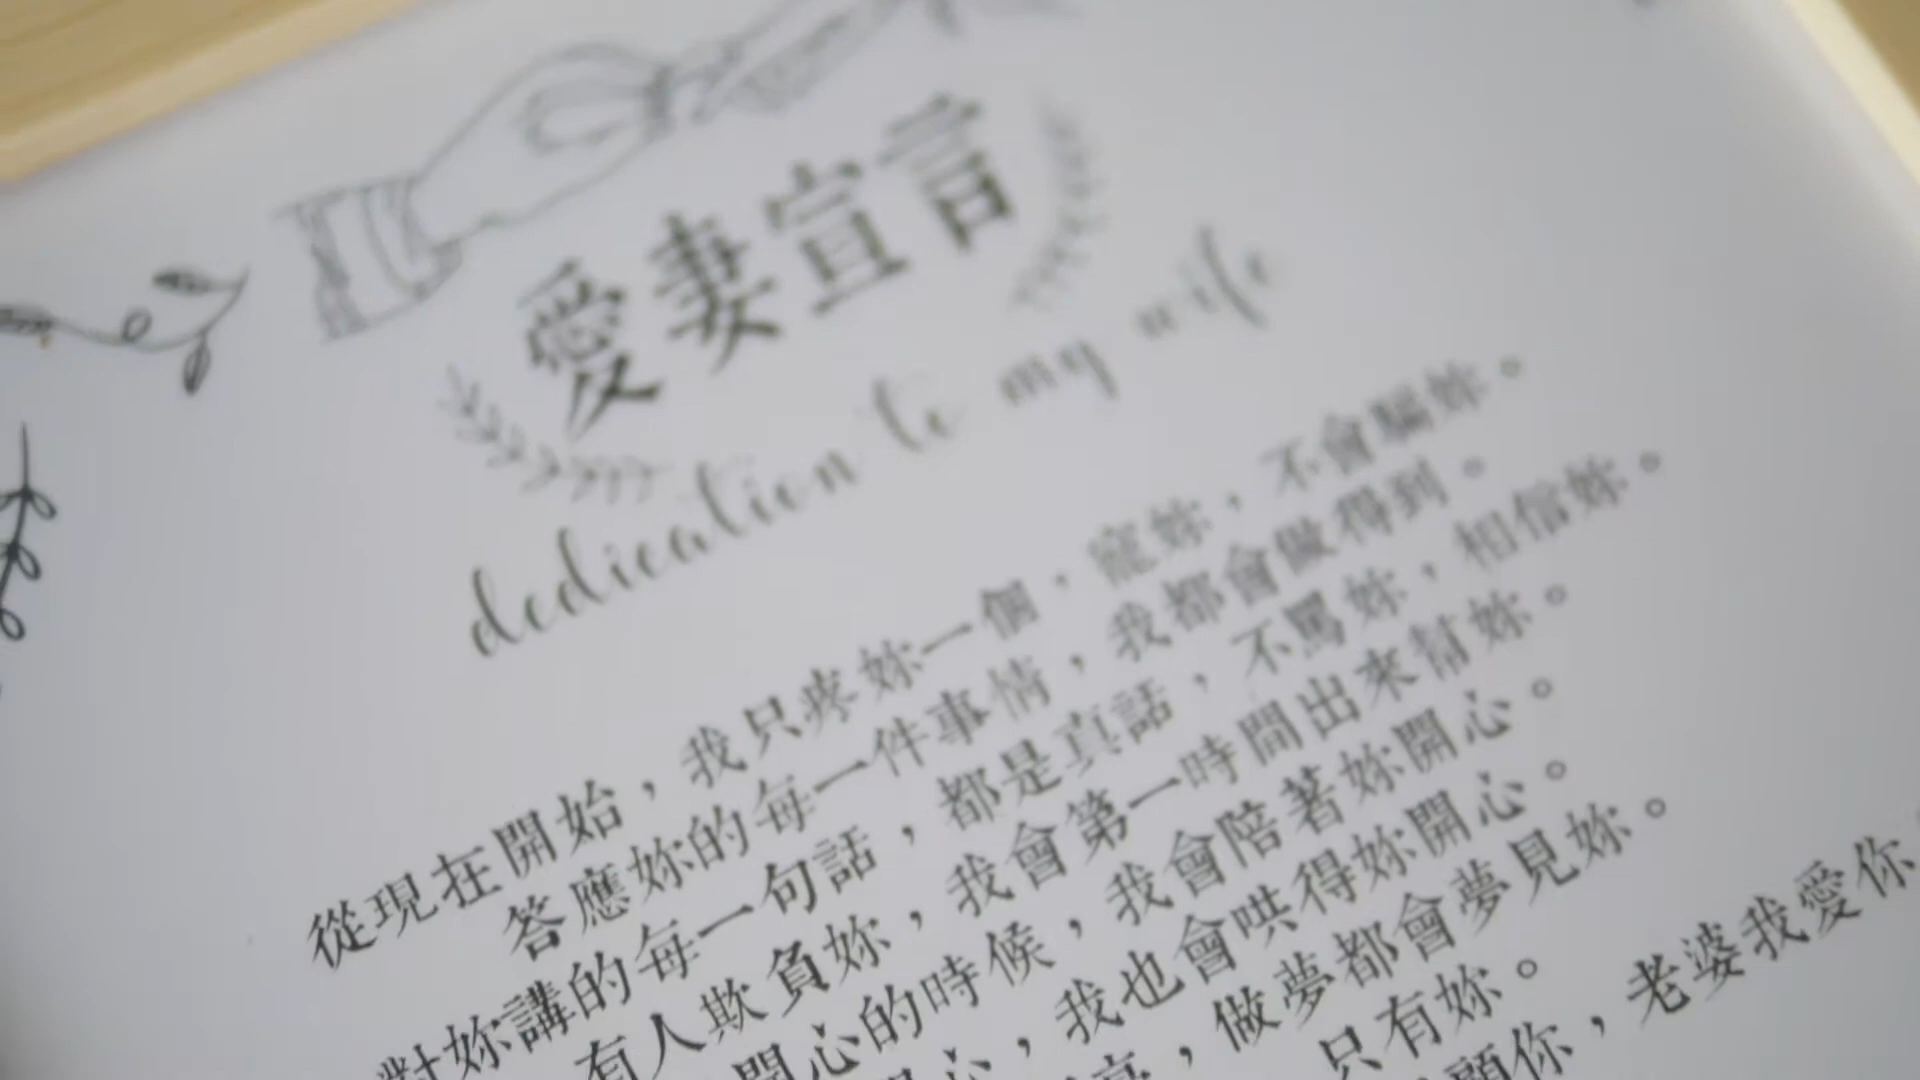 愛妻宣言
dedication to my wife
從現在開始，我只疼妳一個，寵妳，不會騙妳。
答應妳的每一件事情，我都會做得到。
對妳講的每一句話，都是真話，不罵妳，相信妳。
有人欺負妳，我會第一時間出來幫妳。
開心的時候，我會陪著妳開心。
心，我也會哄得妳開心。
，做夢都會夢見妳。
只有妳。
顧你，老婆我愛你